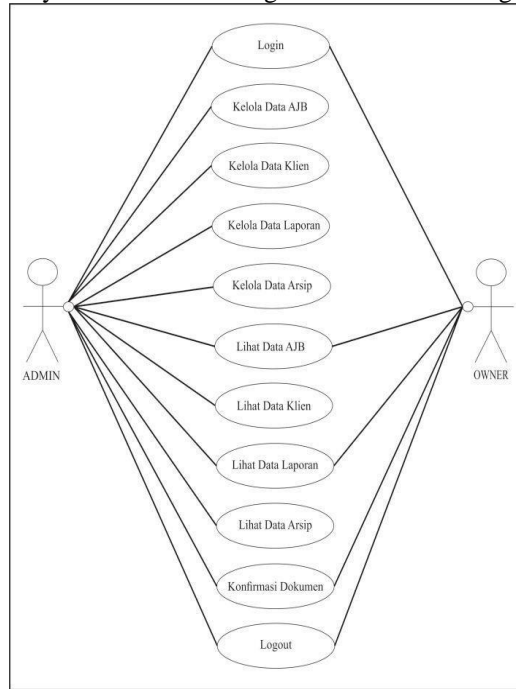 Login
Kelola Data AJB
Kelola Data Klien
Kelola Data Laporan
Kelola Data Arsip
Lihat Data AJB
ADMIN
OWNER
Lihat Data Klien
Lihat Data Laporan
Lihat Data Arsip
Konfirmasi Dokumen
Logout